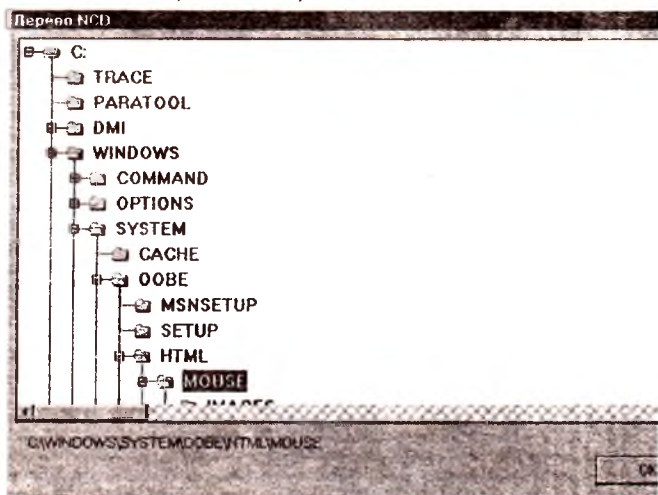 Дерево NCD
C:
TRACE
PARATOOL
DMI
WINDOWS
COMMAND
OPTIONS
SYSTEM
CACHE
OOBE
MSNSETUP
SETUP
HTML
MOUSE
IMAGES
C:\WINDOWS\SYSTEM\OOBE\HTML\MOUSE
OK